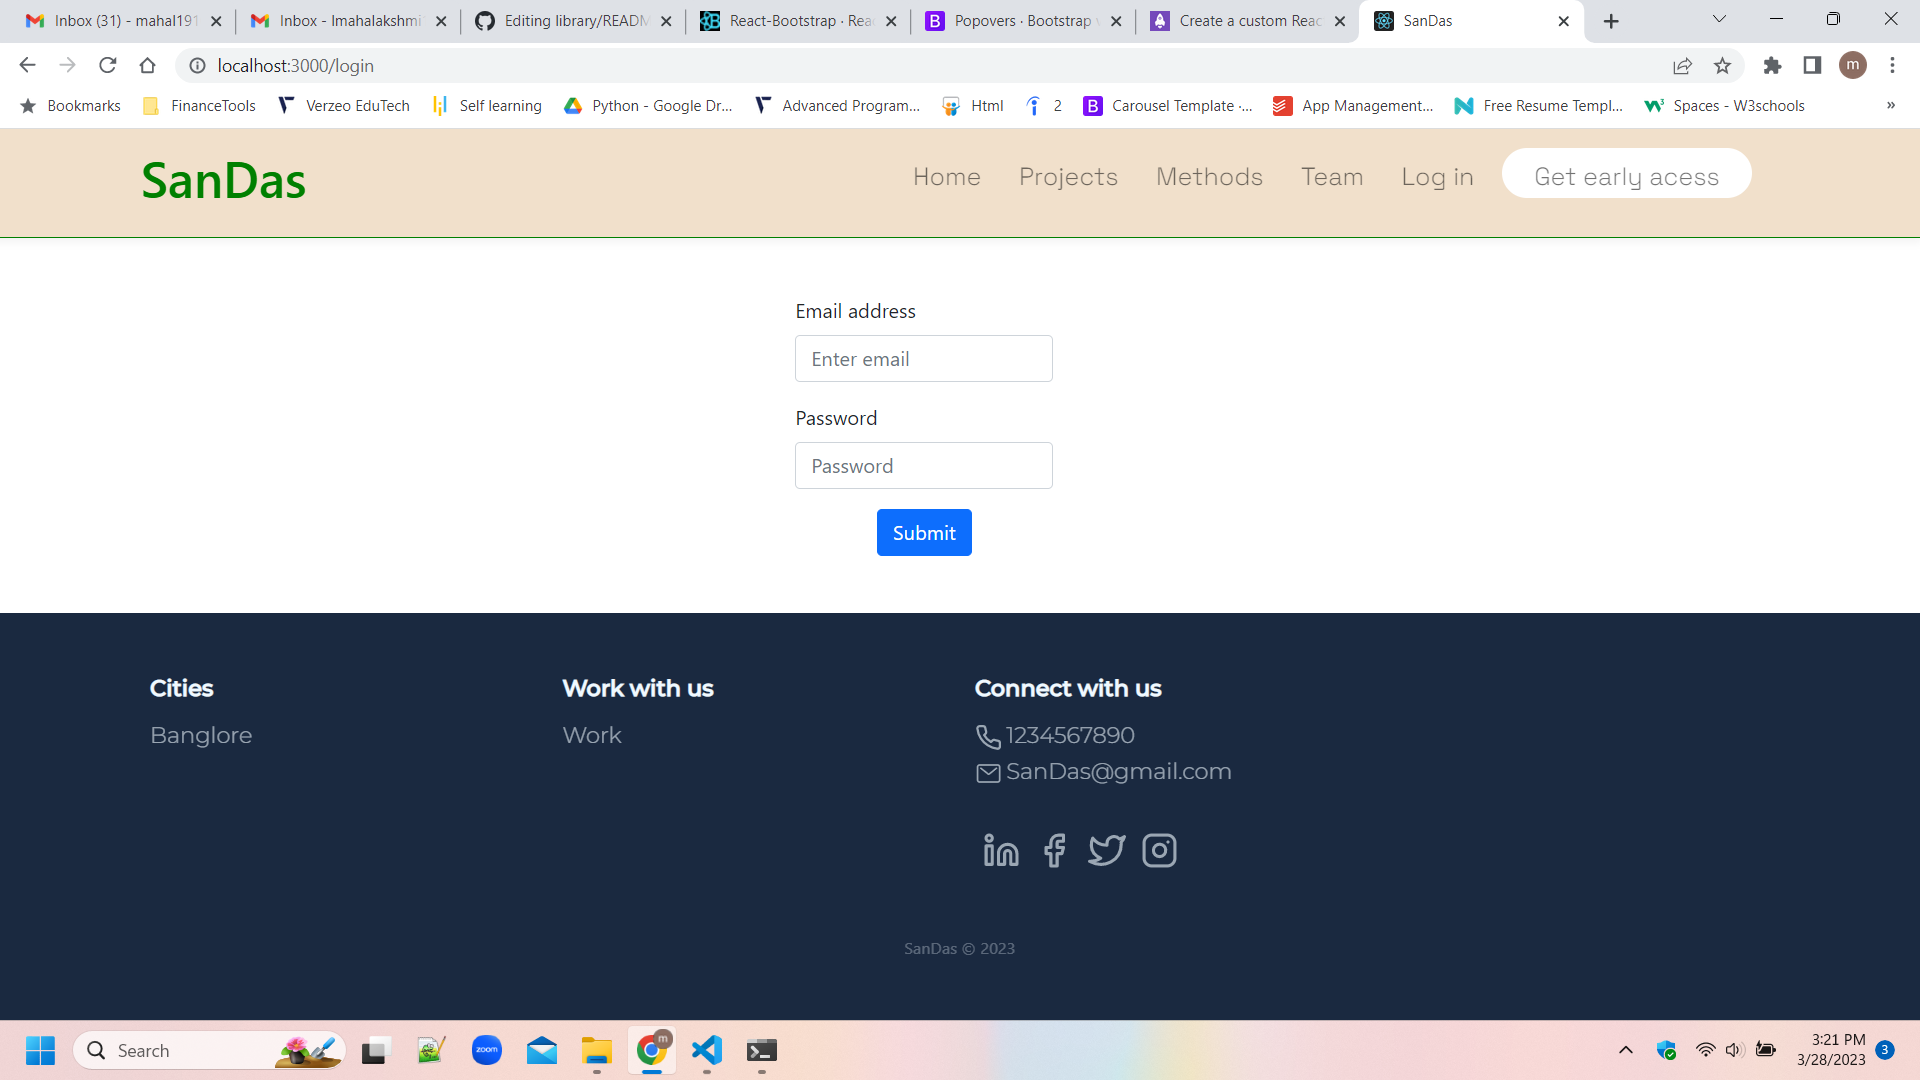 Inbox (31) - mahal191
Inbox - lmahalakshmi
Editing library/READM
React-Bootstrap · Reac
Popovers · Bootstrap v
Create a custom Reac
SanDas
localhost:3000/login
m
Bookmarks
FinanceTools
Verzeo EduTech
Self learning
Python - Google Dr...
Advanced Program...
Html
2
Carousel Template ·...
App Management...
Free Resume Templ...
Spaces - W3schools
»
SanDas
Home
Projects
Methods
Team
Log in
Get early acess
Email address
Enter email
Password
Password
Submit
Cities
Banglore
Work with us
Work
Connect with us
1234567890
SanDas@gmail.com
SanDas © 2023
Search
zoom
m
3:21 PM
3/28/2023
3